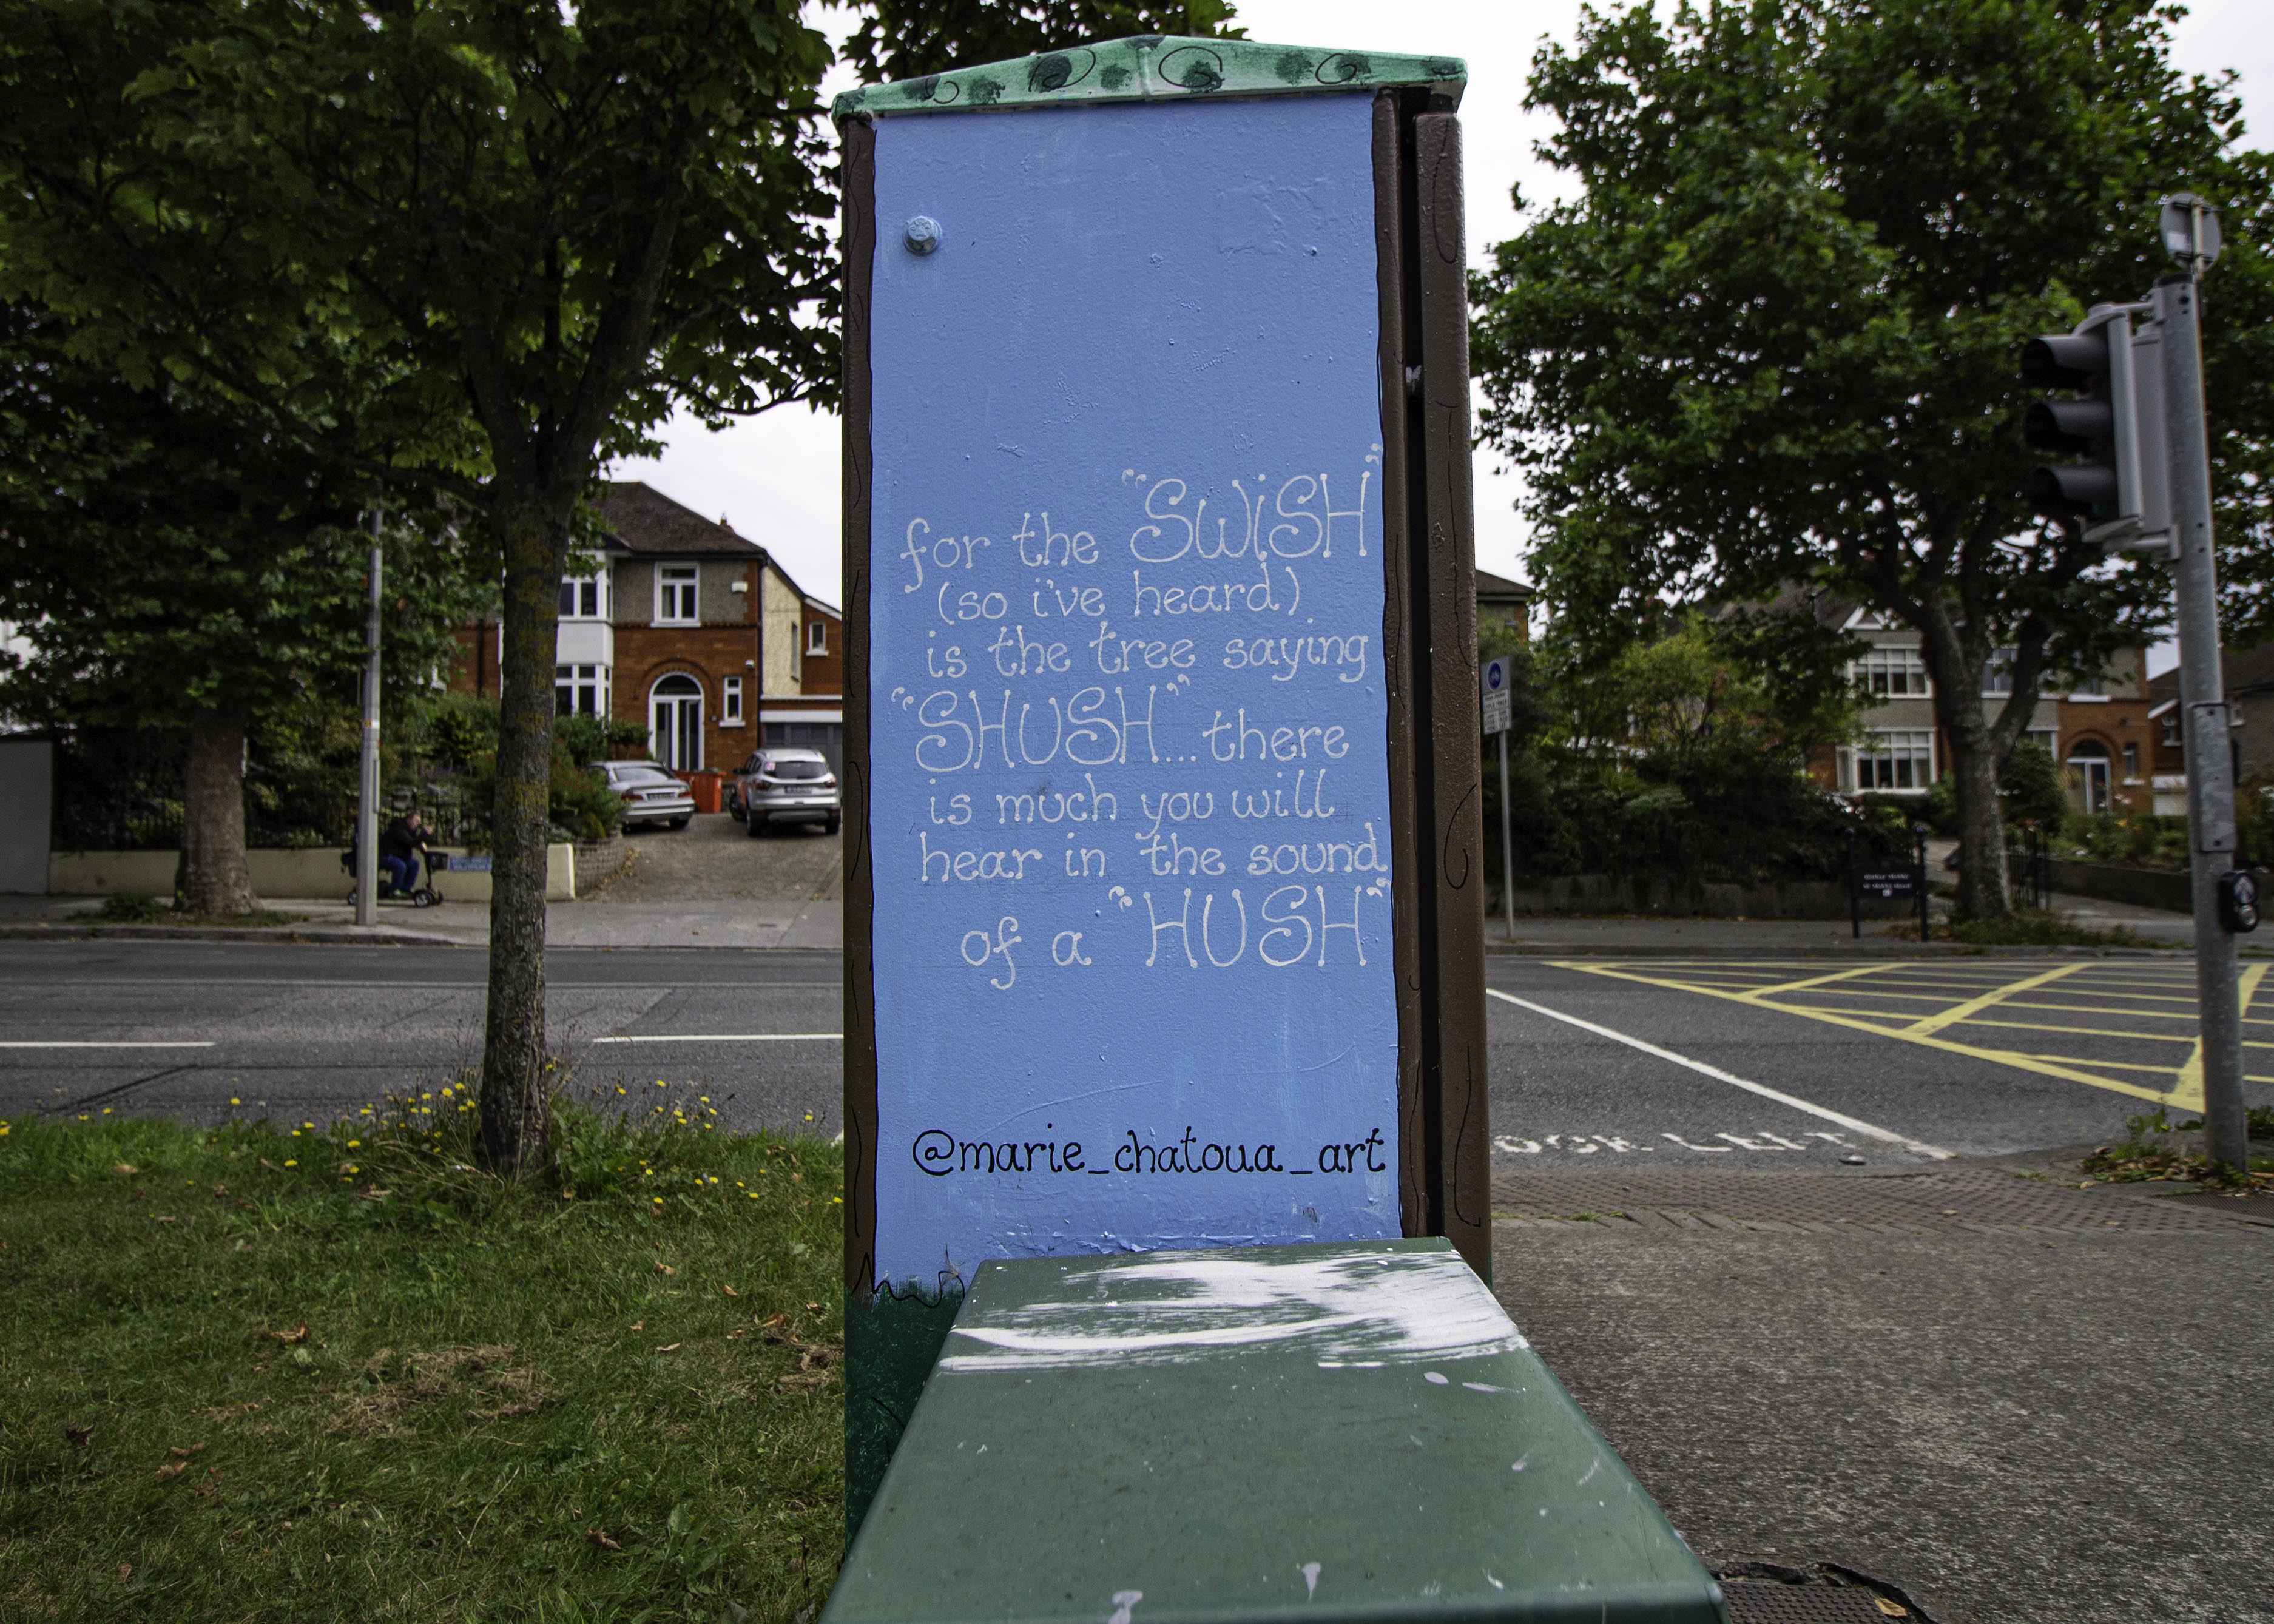 for the "SWiSH"
(so i've heard)
is the tree saying
"SHUSH"... there
is much you will
hear in the sound
of a "HUSH"
@marie_chatoua_art
LEFT